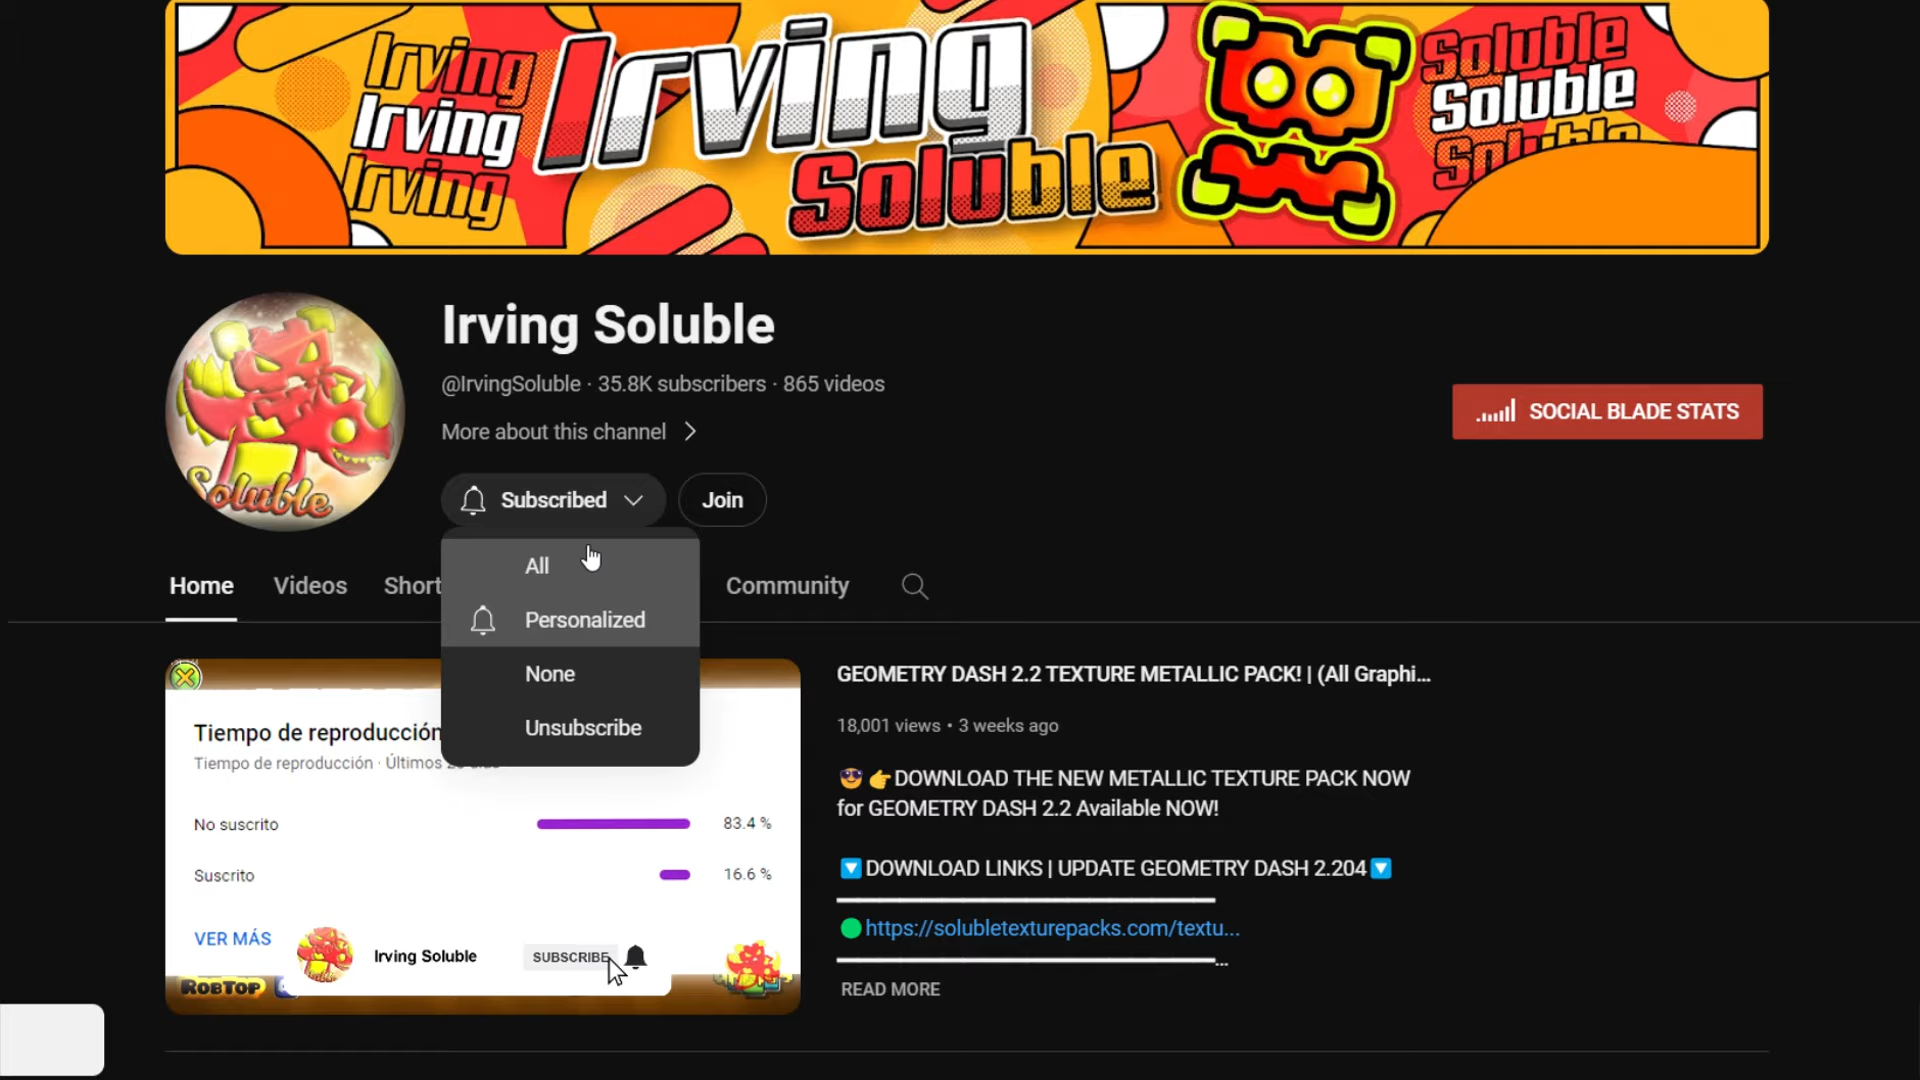 Irving
Irving
Irving
Irving
Soluble
Soluble
Soluble
Soluble
Soluble
Irving Soluble
@IrvingSoluble · 35.8K subscribers · 865 videos
More about this channel
SOCIAL BLADE STATS
Subscribed
Join
All
Personalized
None
Unsubscribe
Home
Videos
Short
Community
Tiempo de reproducción
Tiempo de reproducción · Últimos
No suscrito
83.4 %
Suscrito
16.6 %
VER MÁS
Irving Soluble
SUBSCRIBE
ROBTOP
GEOMETRY DASH 2.2 TEXTURE METALLIC PACK! | (All Graphi...
18,001 views • 3 weeks ago
😎 👉DOWNLOAD THE NEW METALLIC TEXTURE PACK NOW
for GEOMETRY DASH 2.2 Available NOW!
🔽DOWNLOAD LINKS | UPDATE GEOMETRY DASH 2.204🔽
🟢https://solubletexturepacks.com/textu...
...
READ MORE